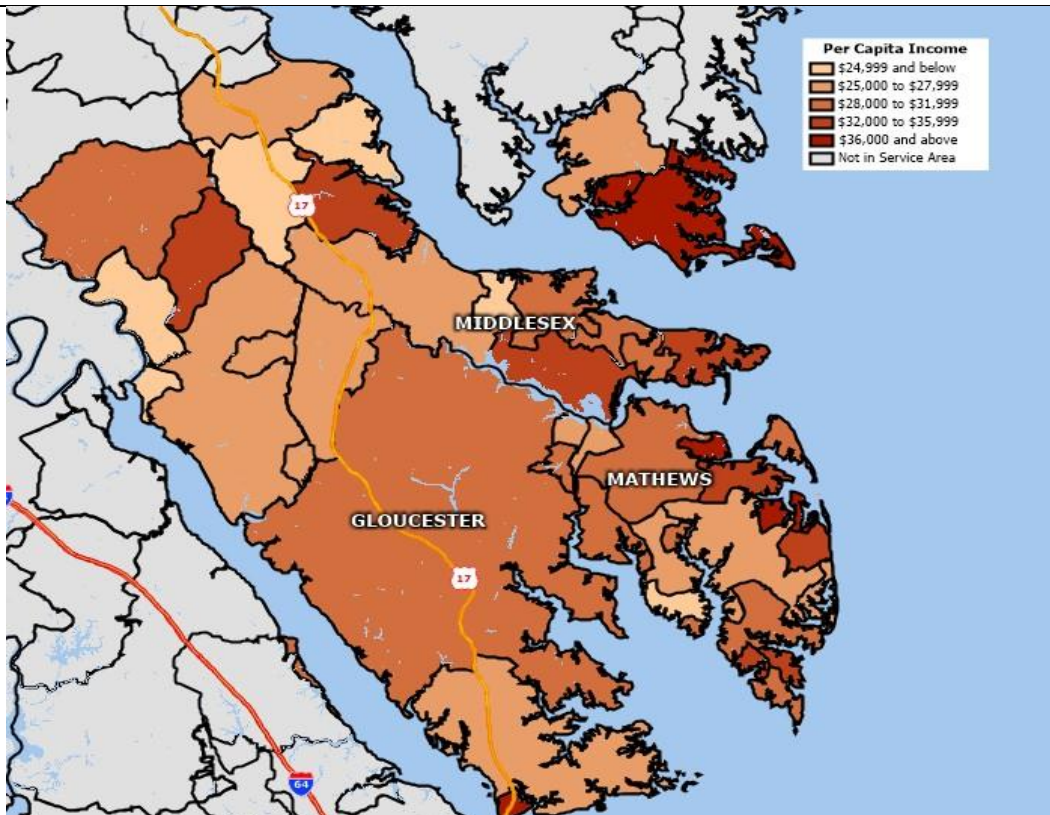 Per Capita Income
$24,999 and below
$25,000 to $27,999
$28,000 to $31,999
$32,000 to $35,999
$36,000 and above
Not in Service Area
17
MIDDLESEX
MATHEWS
GLOUCESTER
17
64